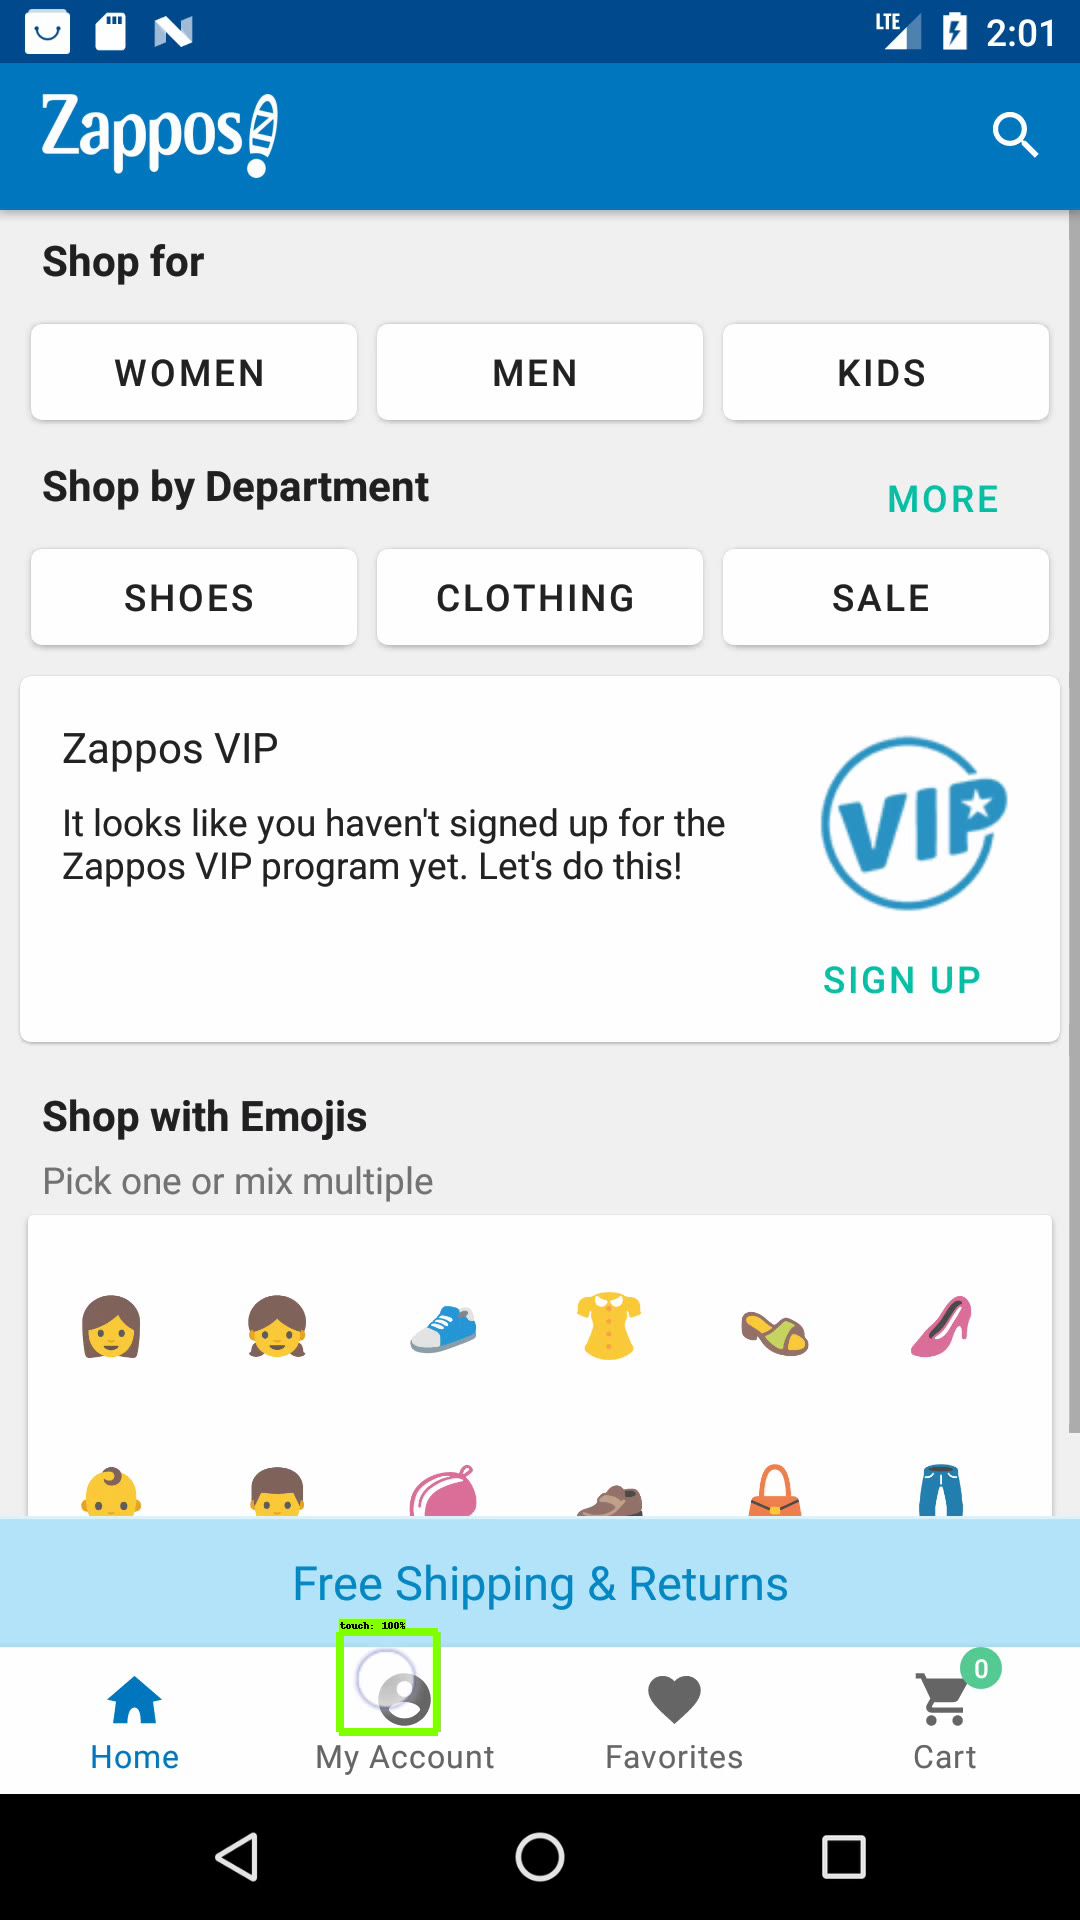 LTE 2:01
Zappos
Shop for
WOMEN MEN KIDS
Shop by Department MORE
SHOES CLOTHING SALE
Zappos VIP
It looks like you haven't signed up for the
Zappos VIP program yet. Let's do this!
VIP
SIGN UP
Shop with Emojis
Pick one or mix multiple
Free Shipping & Returns
touch: 100%
0
Home My Account Favorites Cart